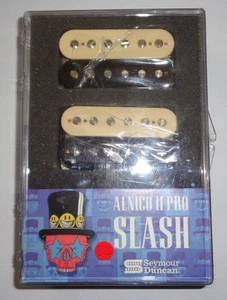 ALNICO II PRO
SLASH
Seymour
Duncan